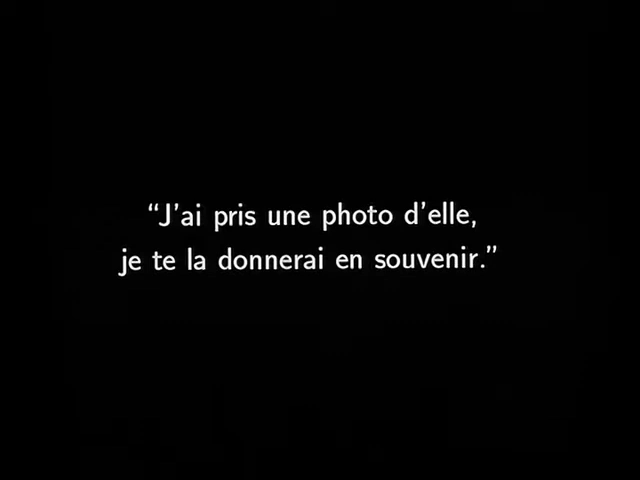 “J’ai pris une photo d’elle,
je te la donnerai en souvenir.”